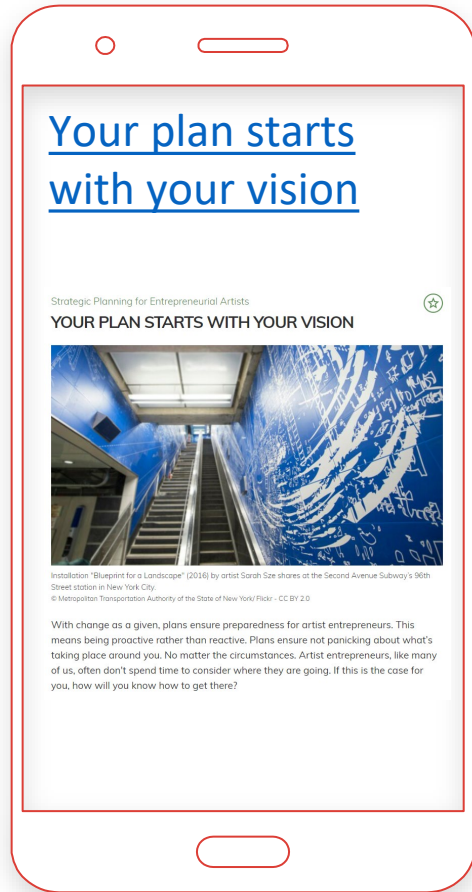 Your plan starts
with your vision
Strategic Planning for Entrepreneurial Artists
YOUR PLAN STARTS WITH YOUR VISION
Installation "Blueprint for a Landscape" (2016) by artist Sarah Sze shares at the Second Avenue Subway's 96th
Street station in New York City.
© Metropolitan Transportation Authority of the State of New York/ Flickr - CC BY 2.0
With change as a given, plans ensure preparedness for artist entrepreneurs. This
means being proactive rather than reactive. Plans ensure not panicking about what's
taking place around you. No matter the circumstances. Artist entrepreneurs, like many
of us, often don't spend time to consider where they are going. If this is the case for
you, how will you know how to get there?